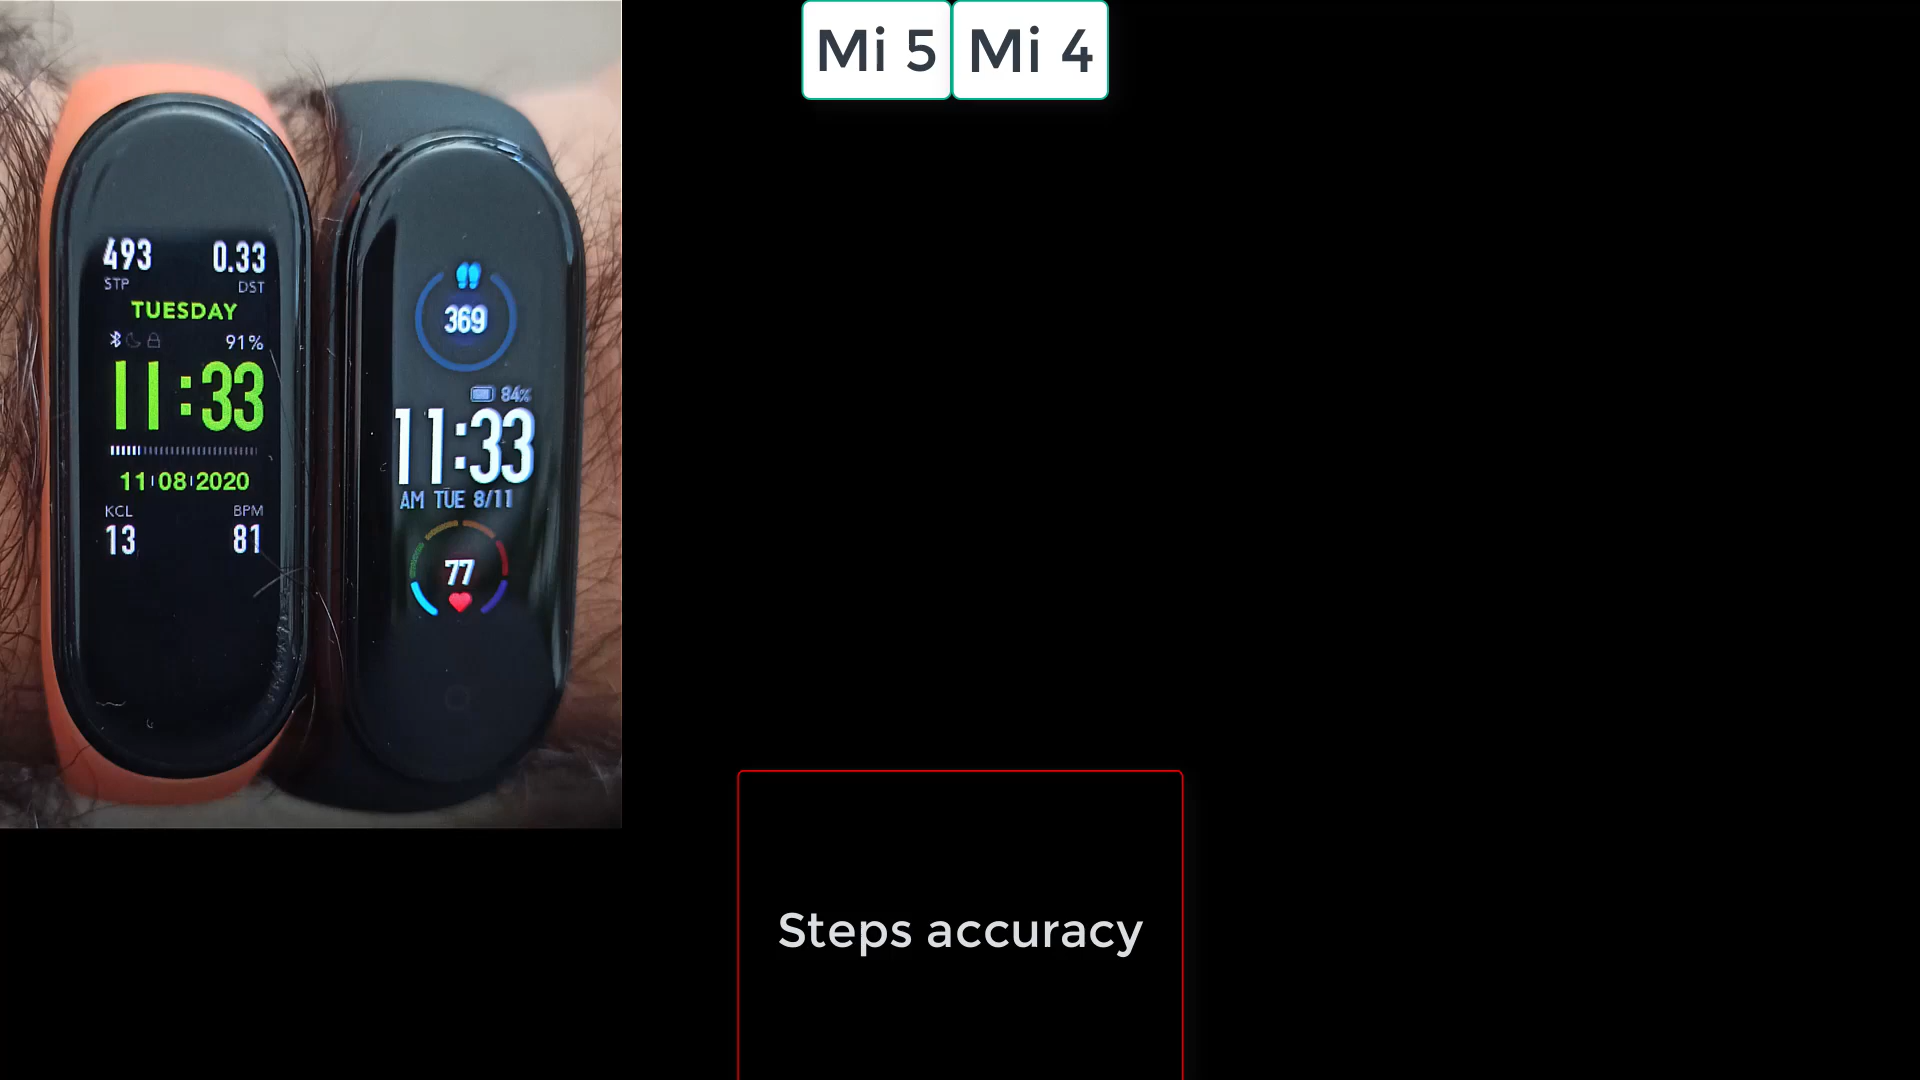 Mi 5 Mi 4
493 0.33
STP DST
TUESDAY
91%
11:33
11 08 2020
KCL BPM
13 81
369
84%
11:33
AM TUE 8/11
77
Steps accuracy